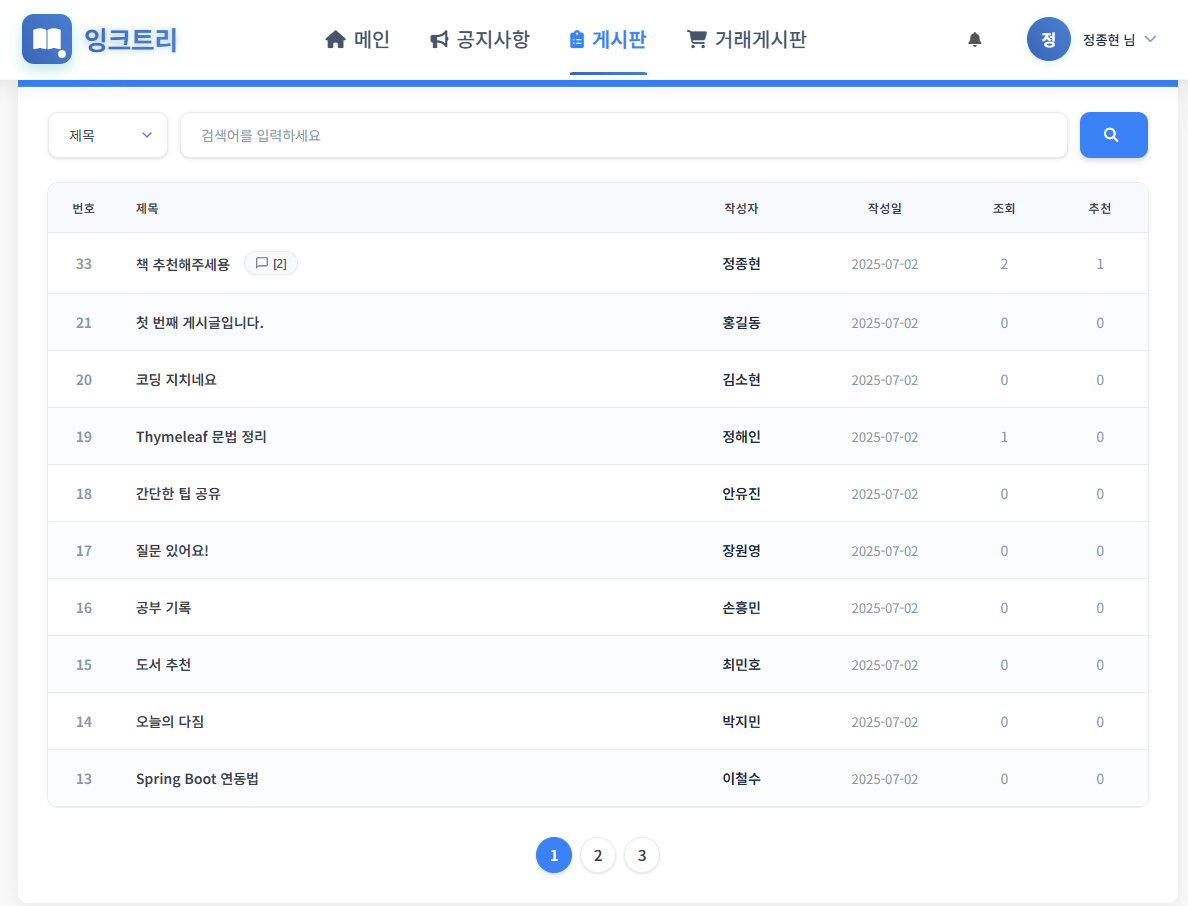 잉크트리 메인 공지사항 게시판 거래게시판 정 정종현 님
제목 검색어를 입력하세요
번호 제목 작성자 작성일 조회 추천
33 책 추천해주세용 [2] 정종현 2025-07-02 2 1
21 첫 번째 게시글입니다. 홍길동 2025-07-02 0 0
20 코딩 지치네요 김소현 2025-07-02 0 0
19 Thymeleaf 문법 정리 정해인 2025-07-02 1 0
18 간단한 팁 공유 안유진 2025-07-02 0 0
17 질문 있어요! 장원영 2025-07-02 0 0
16 공부 기록 손흥민 2025-07-02 0 0
15 도서 추천 최민호 2025-07-02 0 0
14 오늘의 다짐 박지민 2025-07-02 0 0
13 Spring Boot 연동법 이철수 2025-07-02 0 0
1 2 3